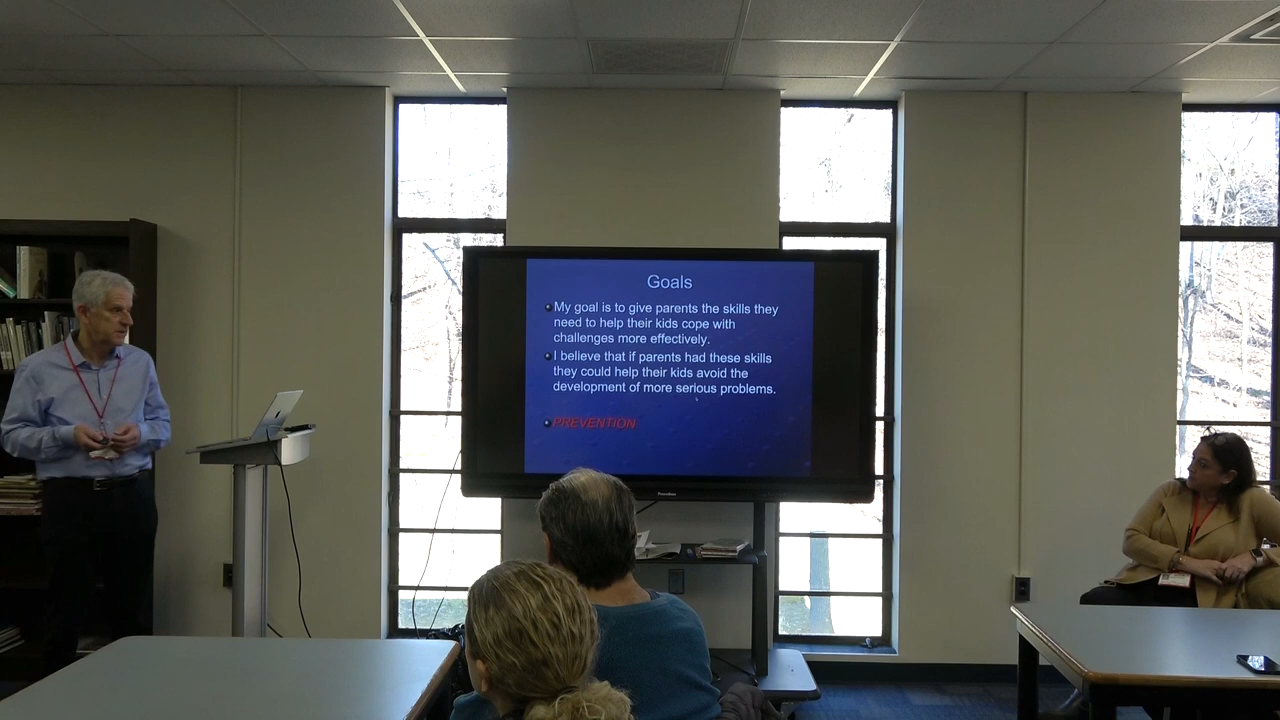 Goals
My goal is to give parents the skills they
need to help their kids cope with
challenges more effectively.
I believe that if parents had these skills
they could help their kids avoid the
development of more serious problems.
PREVENTION